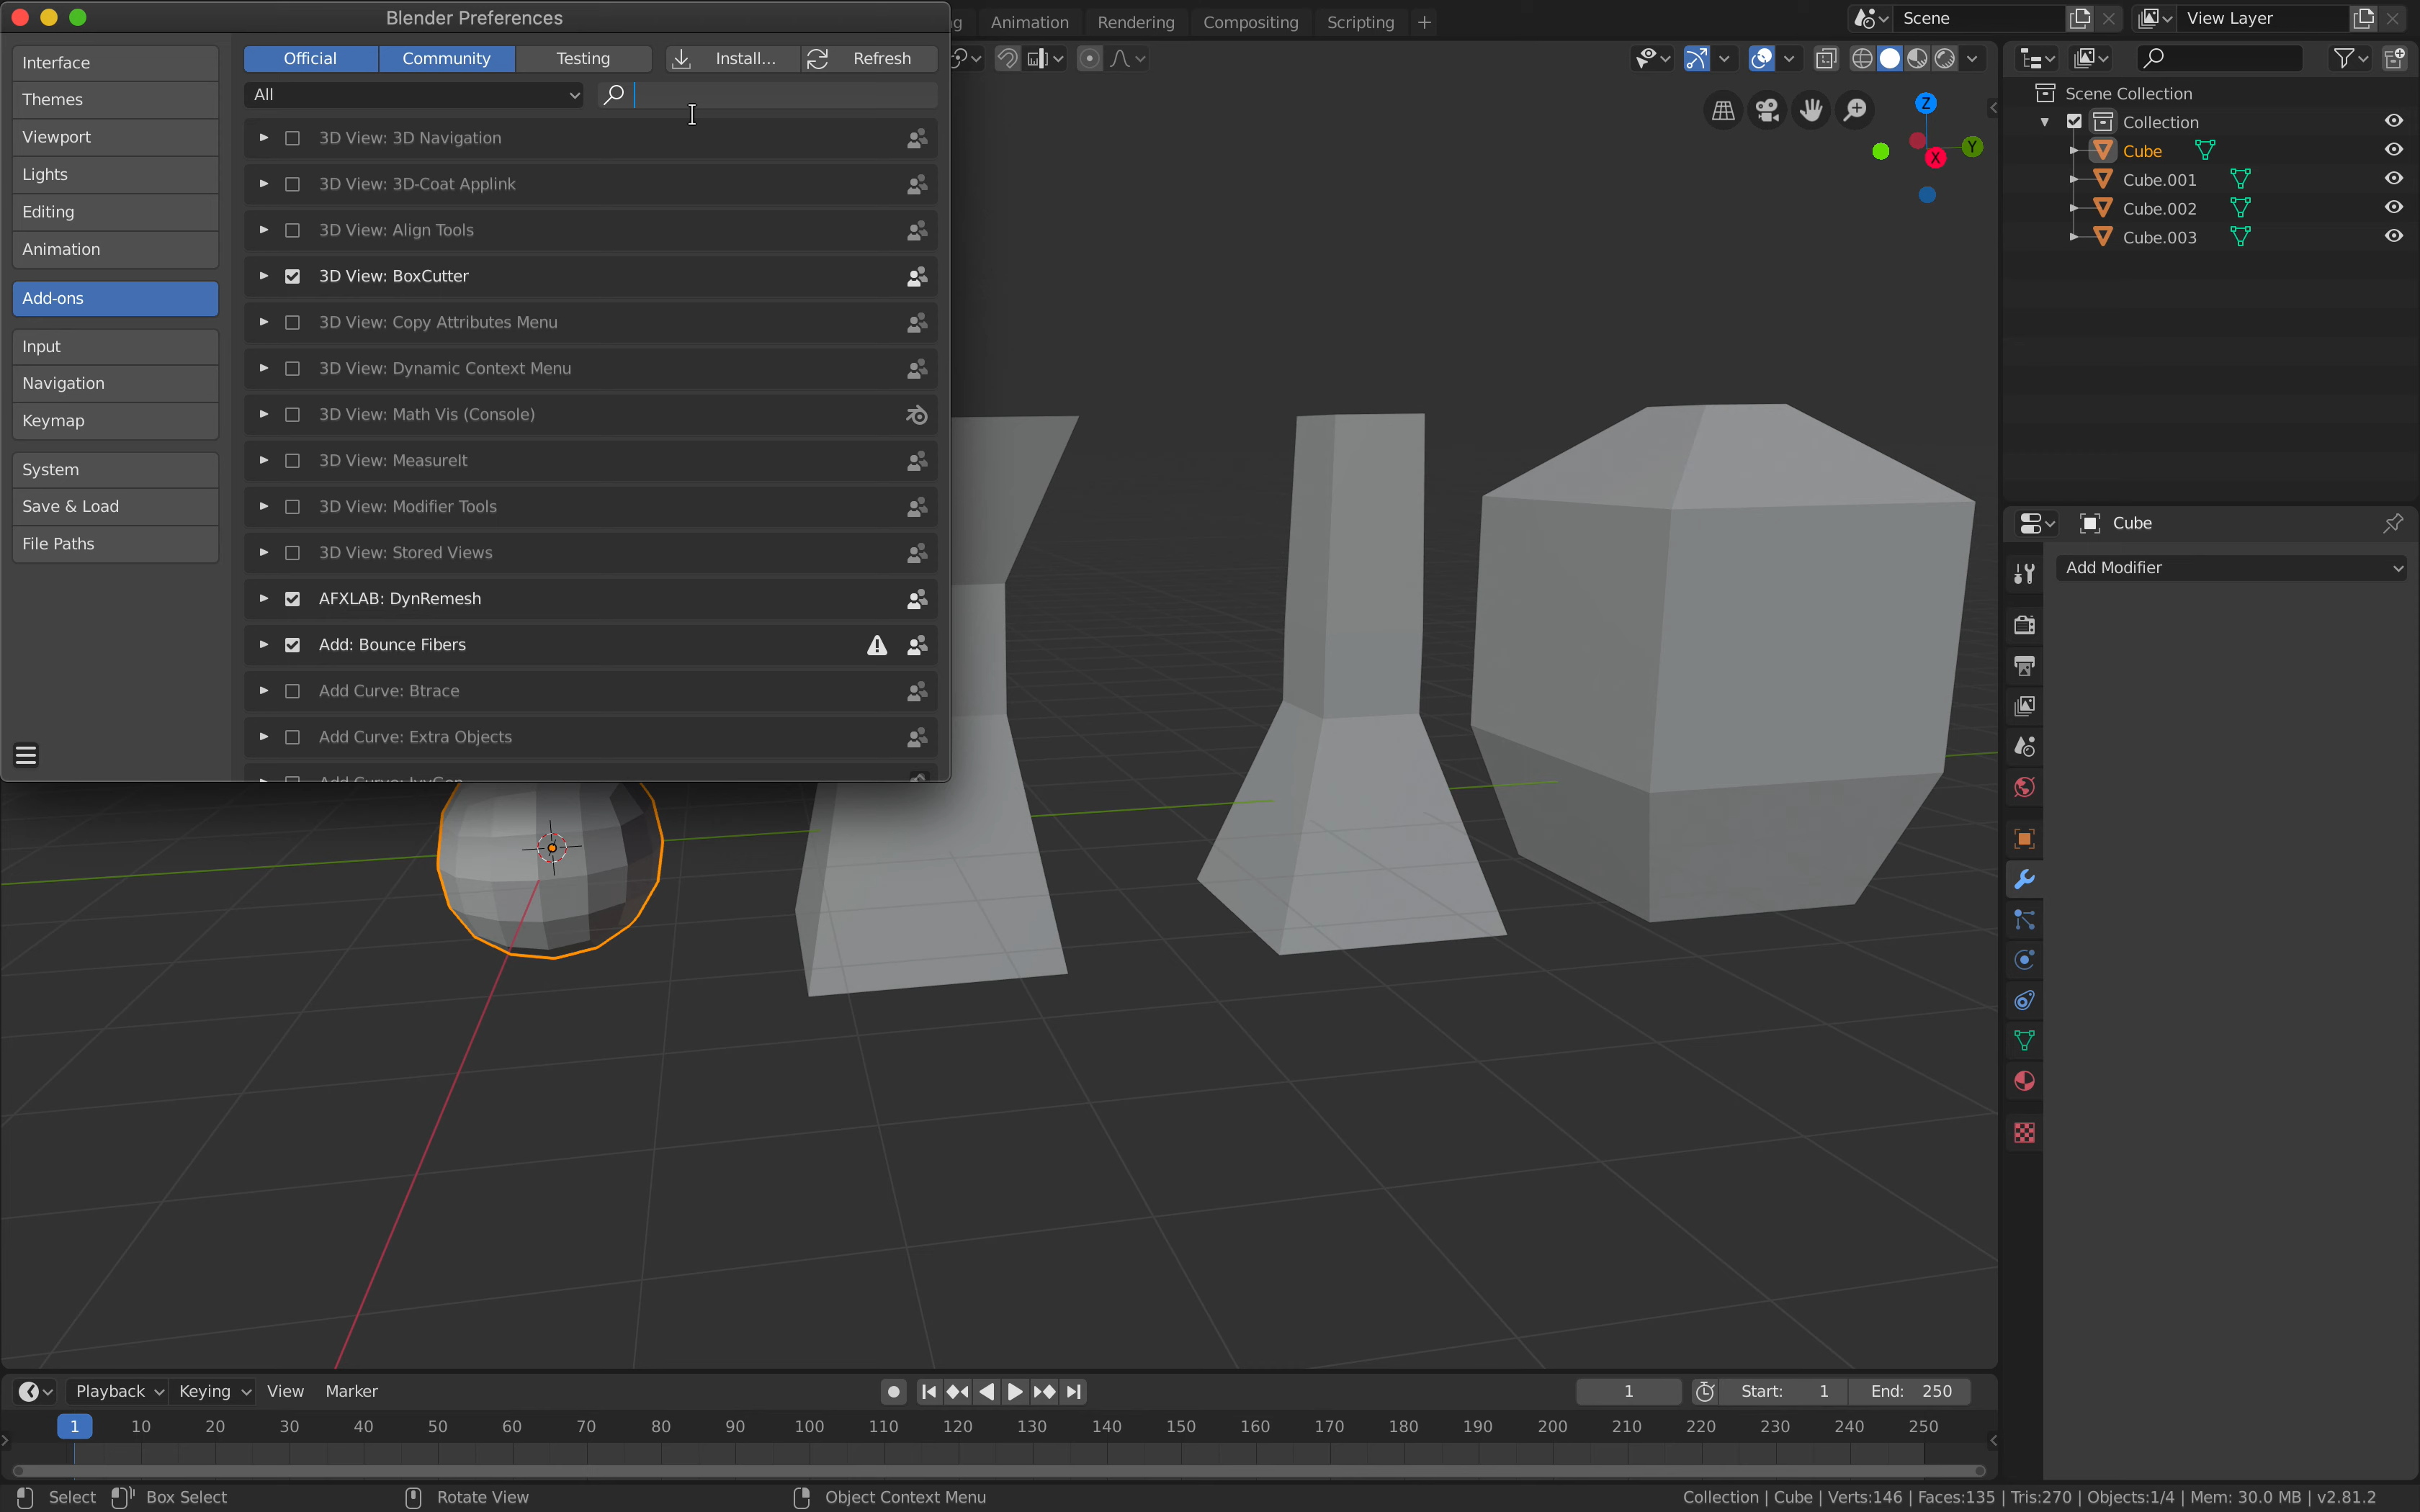 Blender Preferences
Animation
Rendering
Compositing
Scripting
Scene
View Layer
Interface
Themes
Viewport
Lights
Editing
Animation
Add-ons
Input
Navigation
Keymap
System
Save & Load
File Paths
Official
Community
Testing
Install...
Refresh
All
3D View: 3D Navigation
3D View: 3D-Coat Applink
3D View: Align Tools
3D View: BoxCutter
3D View: Copy Attributes Menu
3D View: Dynamic Context Menu
3D View: Math Vis (Console)
3D View: MeasureIt
3D View: Modifier Tools
3D View: Stored Views
AFXLAB: DynRemesh
Add: Bounce Fibers
Add Curve: Btrace
Add Curve: Extra Objects
Z
Y
X
Scene Collection
Collection
Cube
Cube.001
Cube.002
Cube.003
Cube
Add Modifier
Playback
Keying
View
Marker
1
Start: 1
End: 250
1 10 20 30 40 50 60 70 80 90 100 110 120 130 140 150 160 170 180 190 200 210 220 230 240 250
Select
Box Select
Rotate View
Object Context Menu
Collection | Cube | Verts:146 | Faces:135 | Tris:270 | Objects:1/4 | Mem: 30.0 MB | v2.81.2